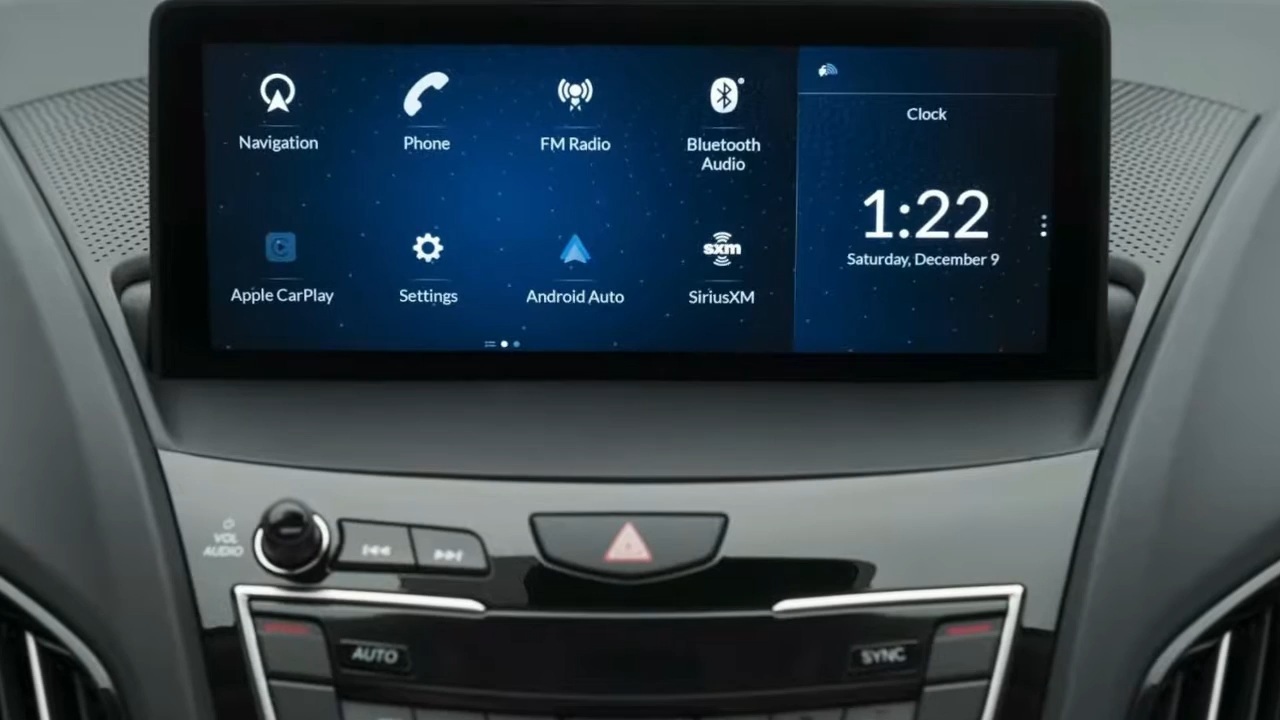 Navigation
Phone
FM Radio
Bluetooth
Audio
Apple CarPlay
Settings
Android Auto
sxm
SiriusXM
Clock
1:22
Saturday, December 9
VOL
AUDIO
AUTO
SYNC